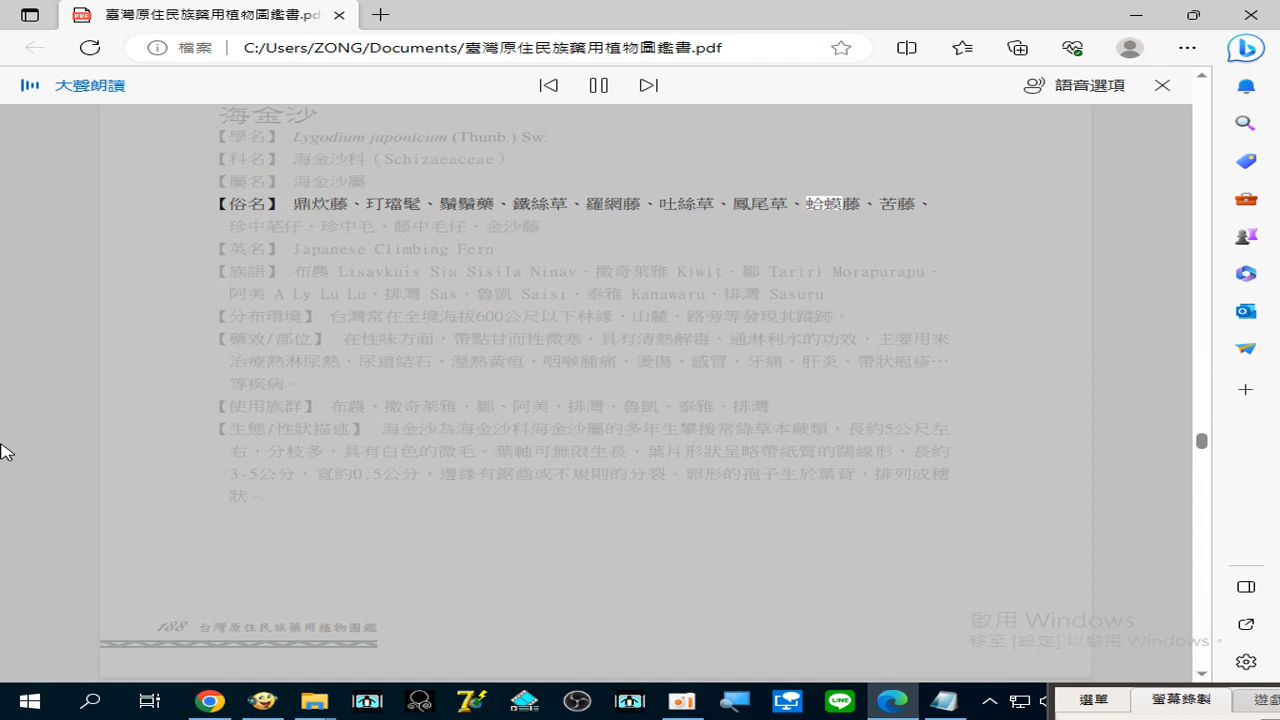 臺灣原住民族藥用植物圖鑑書.pd
檔案
C:/Users/ZONG/Documents/臺灣原住民族藥用植物圖鑑書.pdf
大聲朗讀
語音選項
海金沙
【學名】 Lygodium japonicum (Thunb.) Sw.
【科名】 海金沙科（Schizaeaceae）
【屬名】 海金沙屬
【俗名】 鼎炊藤、玎璫髦、鬚鬚藥、鐵絲草、羅網藤、吐絲草、鳳尾草、蛤蟆藤、苦藤、
珍中笔仔、珍中毛、藤中毛仔、金沙藤
【英名】 Japanese Climbing Fern
【族語】 布農 Lisavkuis Sia Sisila Ninav、撒奇萊雅 Kiwit、鄒 Tariri Morapurapu、
阿美 A Ly Lu Lu、排灣 Sas、魯凱 Saisi、泰雅 Kanawaru、排灣 Sasuru
【分布環境】 台灣常在全境海拔600公尺以下林緣、山麓、路旁等發現其蹤跡。
【藥效/部位】 在性味方面，帶點甘而性微寒，具有清熱解毒、通淋利水的功效，主要用來
治療熱淋尿熱、尿道結石、溼熱黃疸、咽喉腫痛、燙傷、感冒、牙痛、肝炎、帶狀疱疹…
等疾病。
【使用族群】 布農、撒奇萊雅、鄒、阿美、排灣、魯凱、泰雅、排灣
【生態/性狀描述】 海金沙為海金沙科海金沙屬的多年生攀援常綠草本蕨類，長約5公尺左
右，分枝多，具有白色的微毛。葉軸可無限生長，葉片形狀呈略帶紙質的闊線形，長約
3-5公分，寬約0.5公分，邊緣有鋸齒或不規則的分裂。卵形的孢子生於葉背，排列成穗
狀。
188 台灣原住民族藥用植物圖鑑
啟用 Windows
移至 [設定] 以啟用 Windows。
選單
螢幕錄製
遊戲